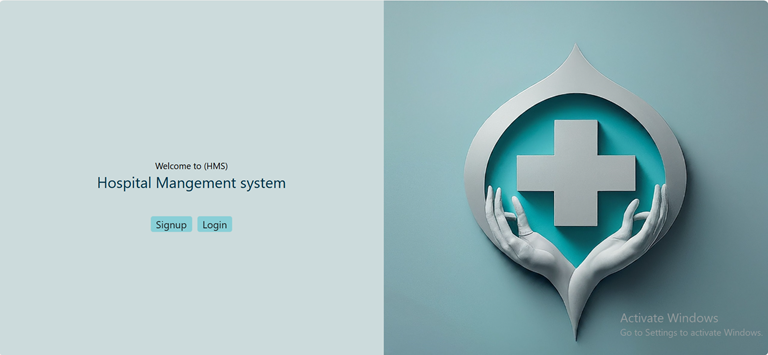 Welcome to (HMS)
Hospital Mangement system
Signup Login
Activate Windows
Go to Settings to activate Windows.